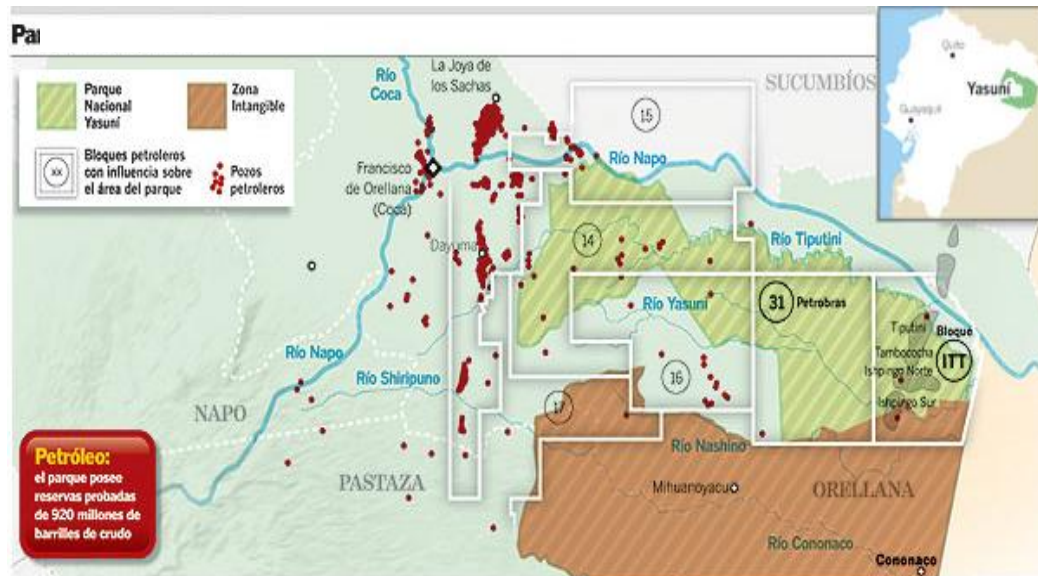 Par
Parque
Nacional
Yasuní
Zona
Intangible
xx
Bloques petroleros
con influencia sobre
el área del parque
Pozos
petroleros
Río
Coca
La Joya de
los Sachas
SUCUMBÍOS
Quito
Yasuní
Guayaquil
15
Río Napo
Francisco
de Orellana
(Coca)
Dayuma
14
Río Tiputini
31 Petrobras
Río Yasuní
Tiputini
Bloque
ITT
Tambococha
Ishpingo Norte
Ishpingo Sur
Río Napo
Río Shiripuno
16
17
NAPO
Río Nashino
PASTAZA
Mihuanoyacu
ORELLANA
Río Cononaco
Cononaco
Petróleo:
el parque posee
reservas probadas
de 920 millones de
barrilles de crudo